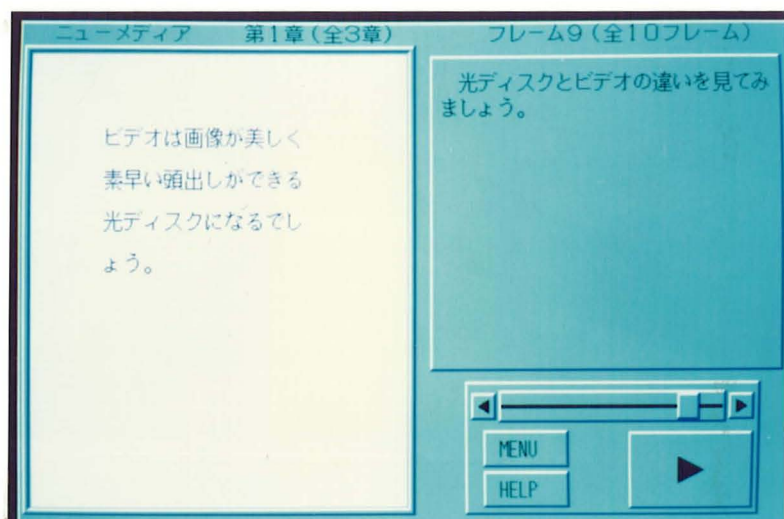 ニューメディア 第1章(全3章) フレーム9(全10フレーム)
ビデオは画像が美しく
素早い頭出しができる
光ディスクになるでし
ょう。
光ディスクとビデオの違いを見てみ
ましょう。
MENU
HELP